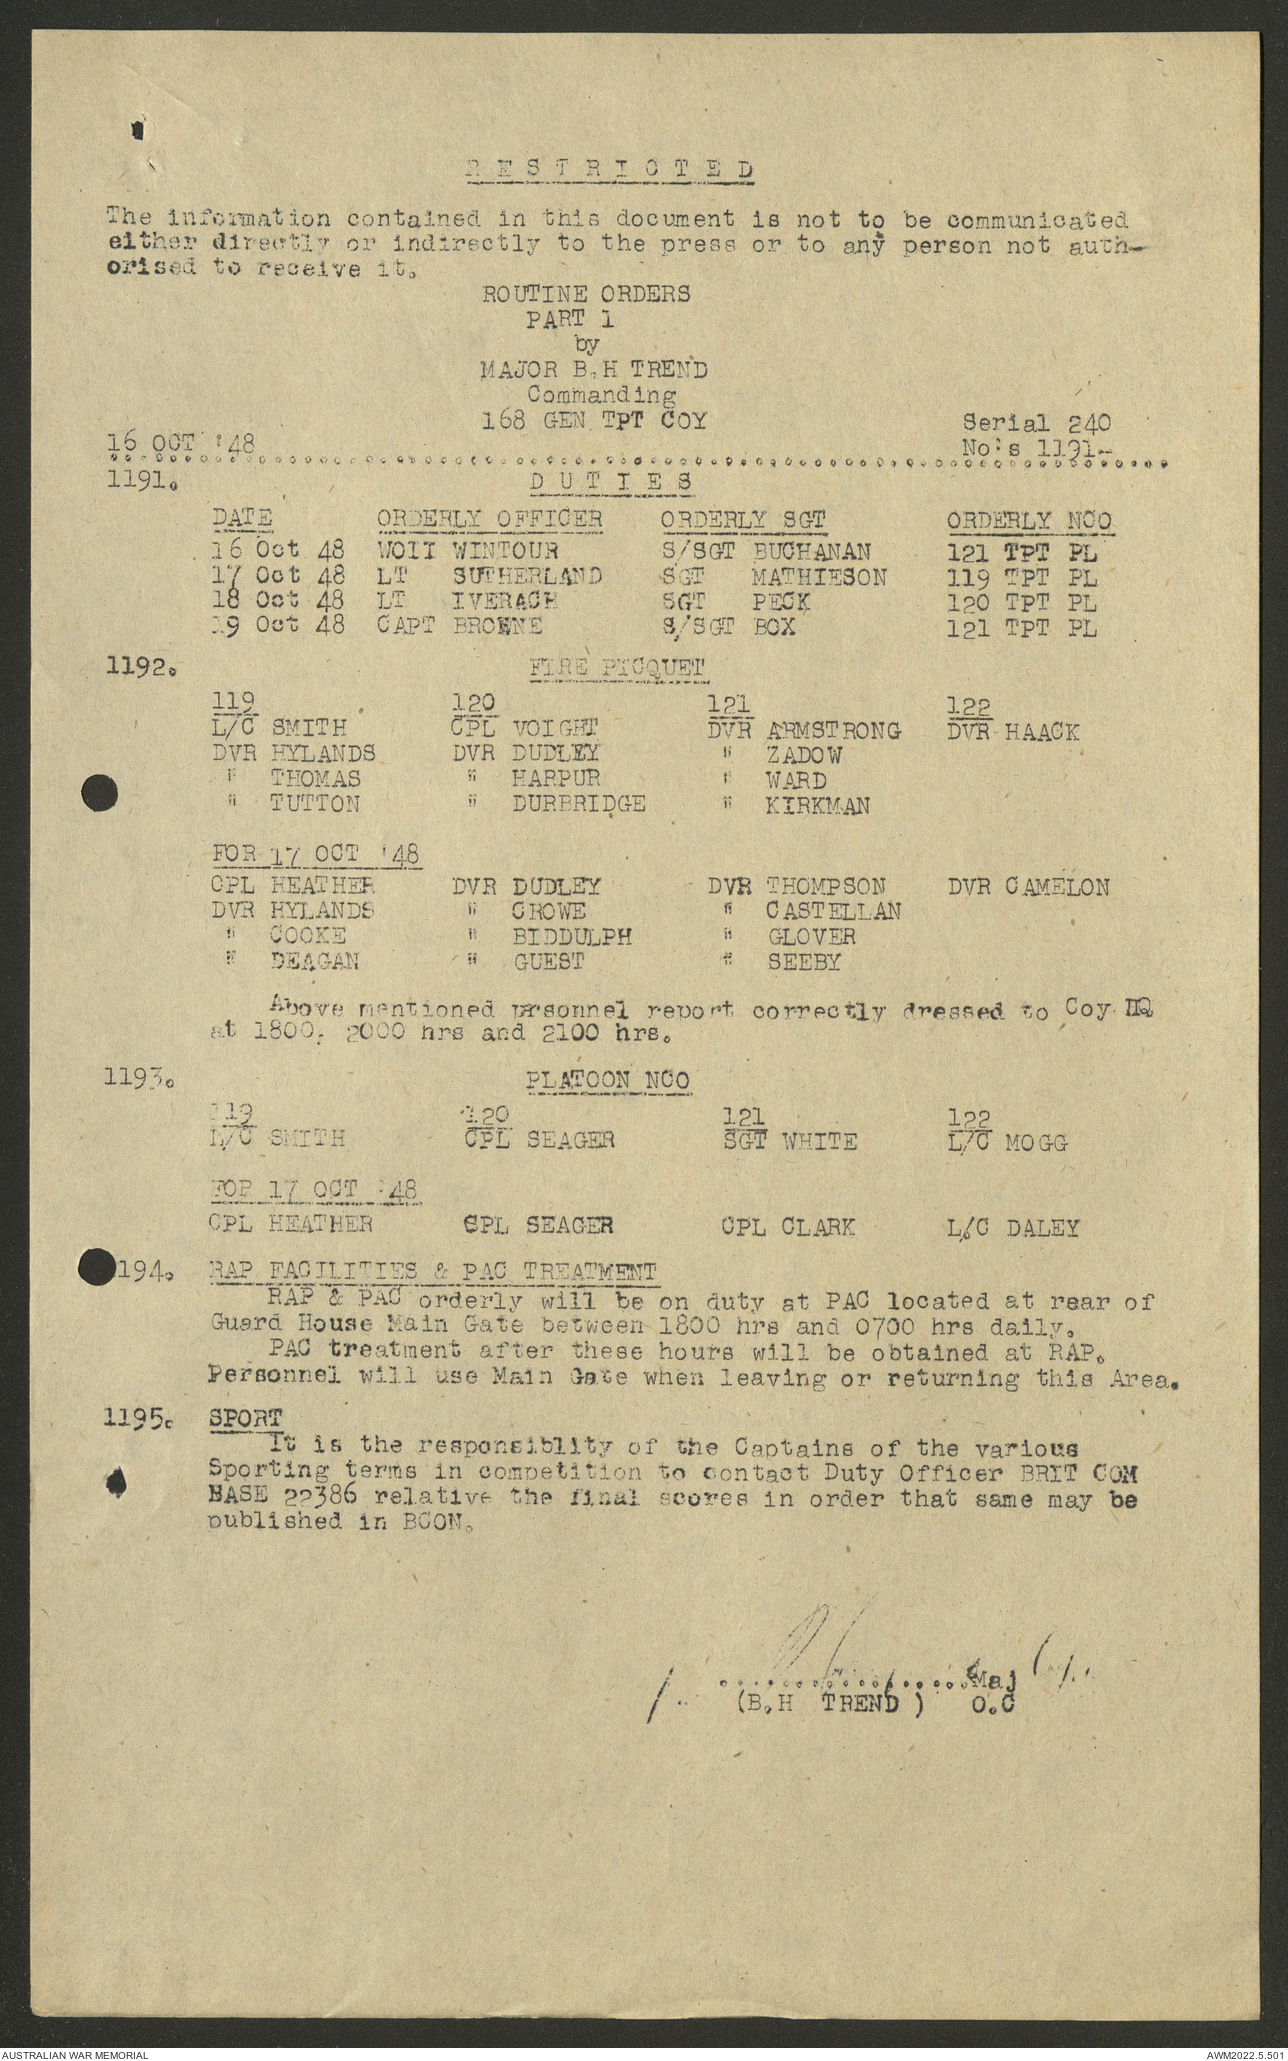 RESTRICTED
The information contained in this document is not to be communicated
either directly or indirectly to the press or to any person not auth-
orised to receive it.
ROUTINE ORDERS
PART 1
by
MAJOR B.H TREND
Commanding
168 GEN TPT COY
Serial 240
16 OCT '48
No's 1191-
1191. DUTIES
DATE ORDERLY OFFICER ORDERLY SGT ORDERLY NCO
16 Oct 48 WOII WINTOUR S/SGT BUCHANAN 121 TPT PL
17 Oct 48 LT SUTHERLAND SGT MATHIESON 119 TPT PL
18 Oct 48 LT IVERACH SGT PECK 120 TPT PL
19 Oct 48 CAPT BROWNE S/SGT BOX 121 TPT PL
1192. FIRE PICQUET
119 120 121 122
L/C SMITH CPL VOIGHT DVR ARMSTRONG DVR HAACK
DVR HYLANDS DVR DUDLEY " ZADOW
" THOMAS " HARPUR " WARD
" TUTTON " DURBRIDGE " KIRKMAN
FOR 17 OCT '48
CPL HEATHER DVR DUDLEY DVR THOMPSON DVR CAMELON
DVR HYLANDS " CROWE " CASTELLAN
" COOKE " BIDDULPH " GLOVER
" DEAGAN " GUEST " SEEBY
Above mentioned prsonnel report correctly dressed to Coy HQ
at 1800, 2000 hrs and 2100 hrs.
1193. PLATOON NCO
119 120 121 122
L/C SMITH CPL SEAGER SGT WHITE L/C MOGG
FOR 17 OCT '48
CPL HEATHER CPL SEAGER CPL CLARK L/C DALEY
194. RAP FACILITIES & PAC TREATMENT
RAP & PAC orderly will be on duty at PAC located at rear of
Guard House Main Gate between 1800 hrs and 0700 hrs daily.
PAC treatment after these hours will be obtained at RAP.
Personnel will use Main Gate when leaving or returning this Area.
1195. SPORT
It is the responsiblity of the Captains of the various
Sporting terms in competition to contact Duty Officer BRIT COM
BASE 22386 relative the final scores in order that same may be
published in BCON.
....................Maj
(B.H TREND ) O.C
AUSTRALIAN WAR MEMORIAL
AWM2022.5.501